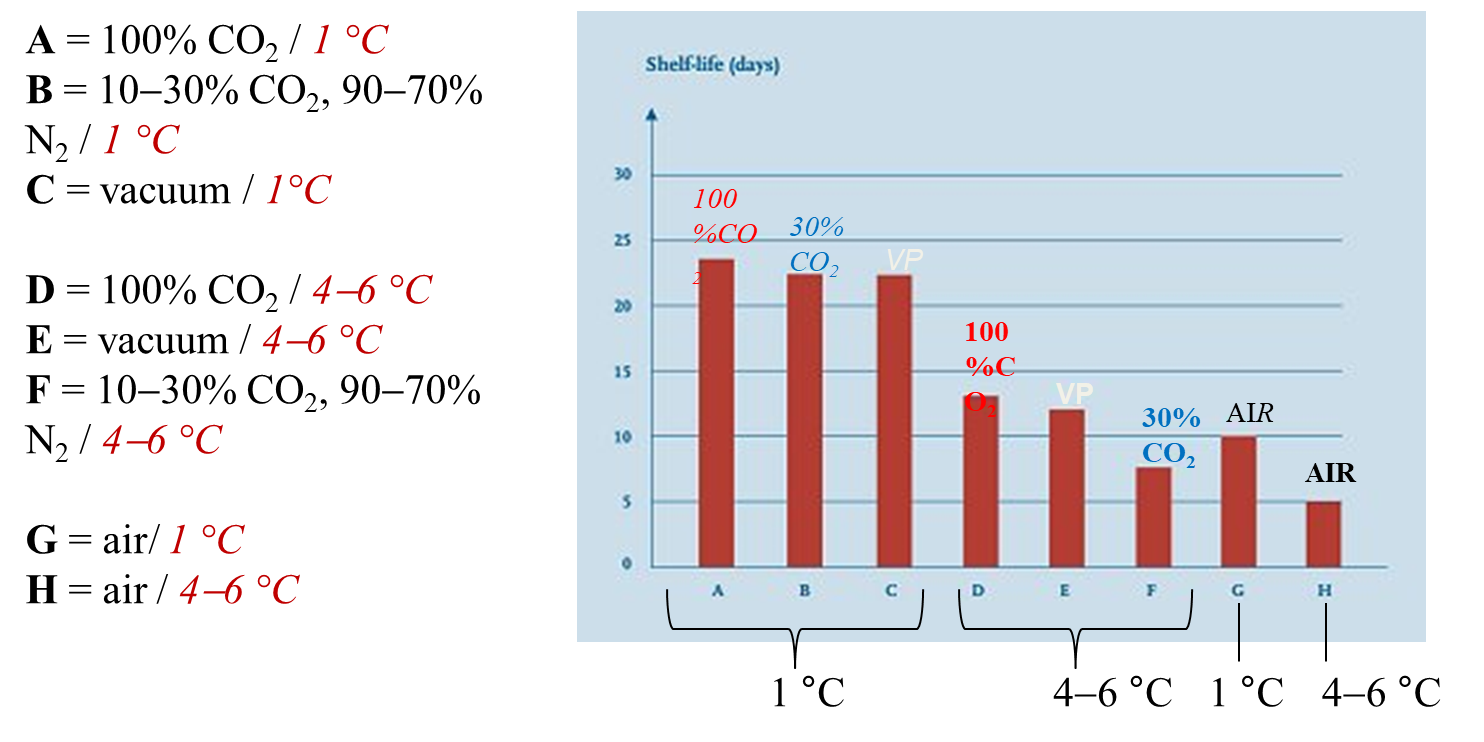 A = 100% CO₂ / 1 °C
B = 10–30% CO₂, 90–70%
N₂ / 1 °C
C = vacuum / 1°C
D = 100% CO₂ / 4–6 °C
E = vacuum / 4–6 °C
F = 10–30% CO₂, 90–70%
N₂ / 4–6 °C
G = air/ 1 °C
H = air / 4–6 °C
Shelf-life (days)
30
25
20
15
10
5
0
100
%CO
2
30%
CO₂
VP
100
%C
O₂
VP
30%
CO₂
AIR
AIR
A B C D E F G H
1 °C 4–6 °C 1 °C 4–6 °C